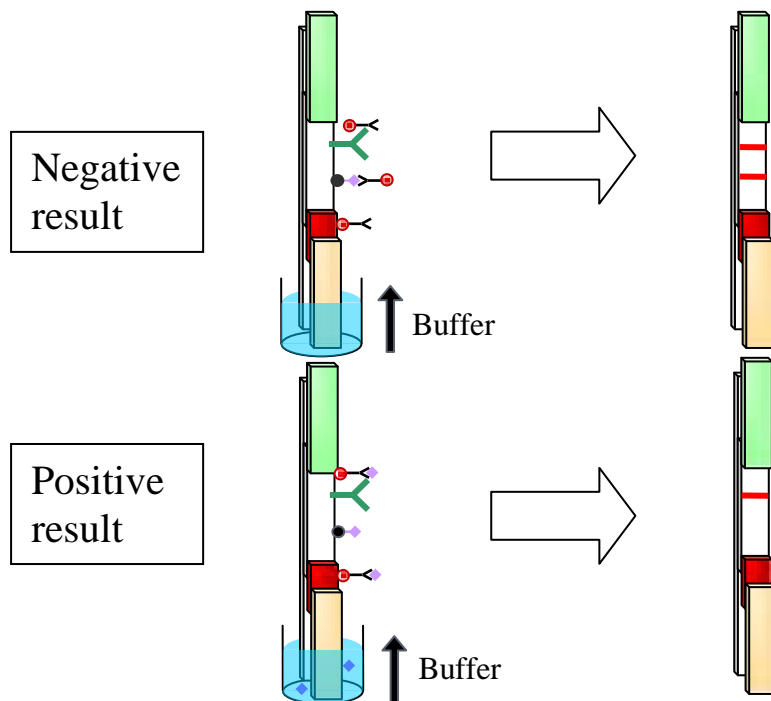 Negative
result
Buffer
Positive
result
Buffer